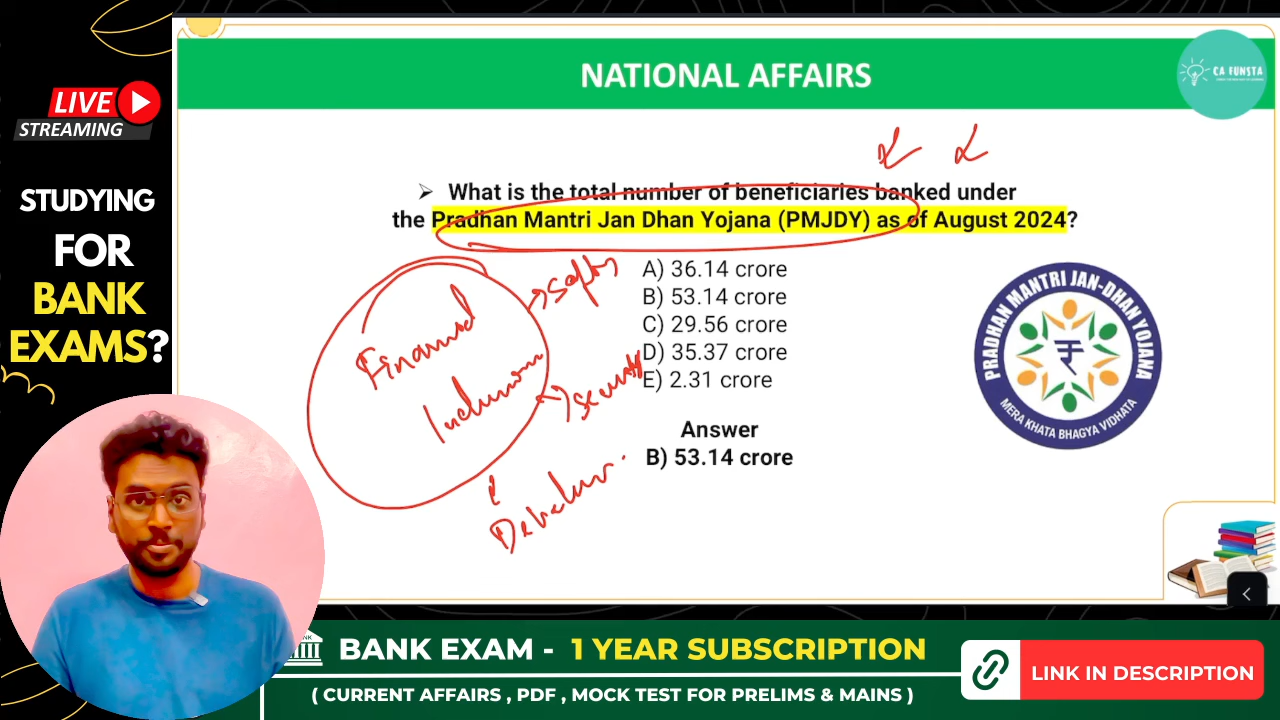 LIVE
STREAMING
STUDYING
FOR
BANK
EXAMS?
NATIONAL AFFAIRS
CA FUNSTA
➢ What is the total number of beneficiaries banked under
the Pradhan Mantri Jan Dhan Yojana (PMJDY) as of August 2024?
A) 36.14 crore
B) 53.14 crore
C) 29.56 crore
D) 35.37 crore
E) 2.31 crore
Answer
B) 53.14 crore
Financial
Inclusion
security
PRADHAN MANTRI JAN-DHAN YOJANA
MERA KHATA BHAGYA VIDHATA
BANK EXAM - 1 YEAR SUBSCRIPTION
( CURRENT AFFAIRS , PDF , MOCK TEST FOR PRELIMS & MAINS )
LINK IN DESCRIPTION